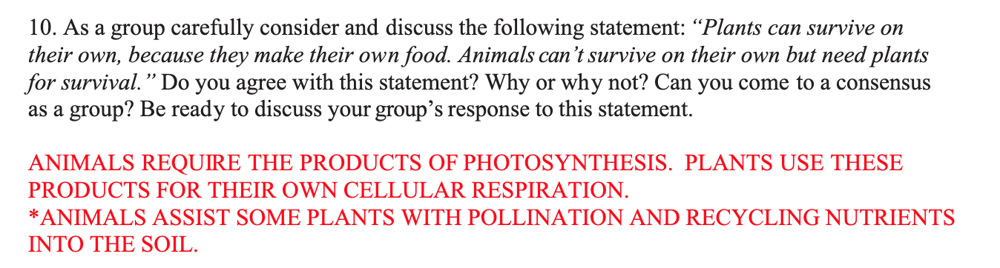 10. As a group carefully consider and discuss the following statement: “Plants can survive on
their own, because they make their own food. Animals can’t survive on their own but need plants
for survival.” Do you agree with this statement? Why or why not? Can you come to a consensus
as a group? Be ready to discuss your group’s response to this statement.
ANIMALS REQUIRE THE PRODUCTS OF PHOTOSYNTHESIS. PLANTS USE THESE
PRODUCTS FOR THEIR OWN CELLULAR RESPIRATION.
*ANIMALS ASSIST SOME PLANTS WITH POLLINATION AND RECYCLING NUTRIENTS
INTO THE SOIL.